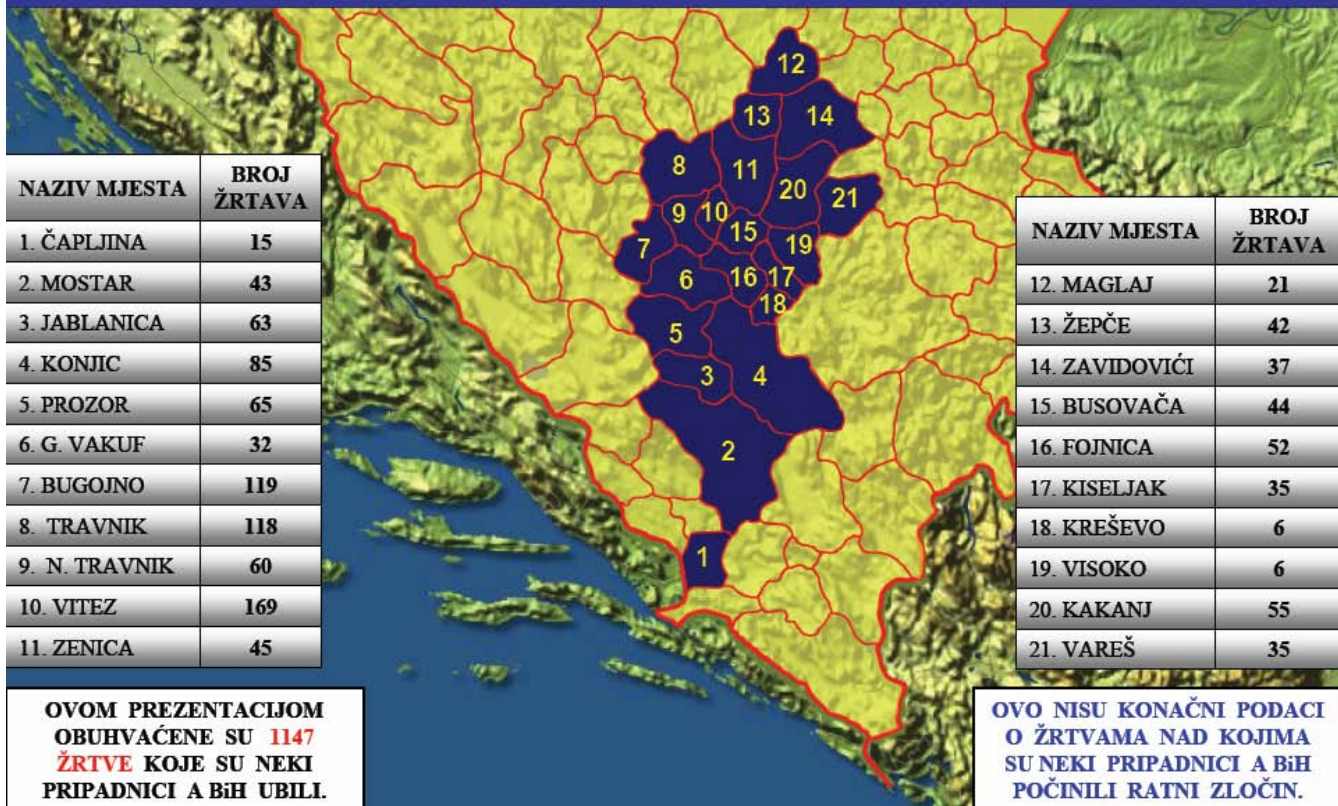 NAZIV MJESTA BROJ ŽRTAVA
1. ČAPLJINA 15
2. MOSTAR 43
3. JABLANICA 63
4. KONJIC 85
5. PROZOR 65
6. G. VAKUF 32
7. BUGOJNO 119
8. TRAVNIK 118
9. N. TRAVNIK 60
10. VITEZ 169
11. ZENICA 45
OVOM PREZENTACIJOM
OBUHVAĆENE SU 1147
ŽRTVE KOJE SU NEKI
PRIPADNICI A BiH UBILI.
12
13
14
8
11
20
21
9
10
15
7
19
6
16
17
18
5
3
4
2
1
NAZIV MJESTA BROJ ŽRTAVA
12. MAGLAJ 21
13. ŽEPČE 42
14. ZAVIDOVIĆI 37
15. BUSOVAČA 44
16. FOJNICA 52
17. KISELJAK 35
18. KREŠEVO 6
19. VISOKO 6
20. KAKANJ 55
21. VAREŠ 35
OVO NISU KONAČNI PODACI
O ŽRTVAMA NAD KOJIMA
SU NEKI PRIPADNICI A BiH
POČINILI RATNI ZLOČIN.